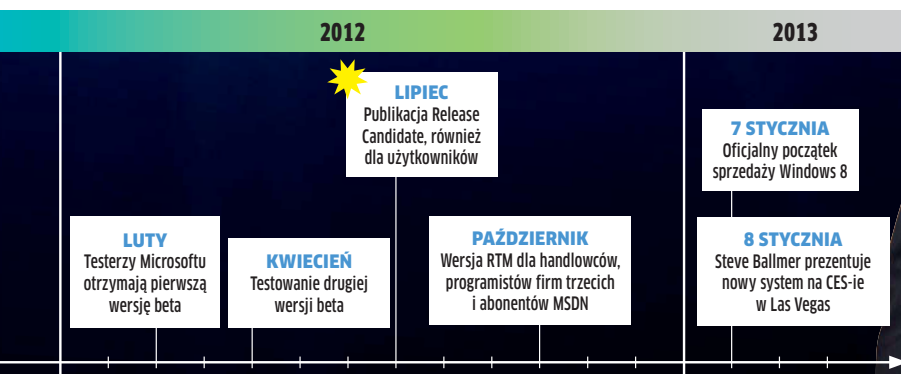 2012
2013
LUTY
Testerzy Microsoftu
otrzymają pierwszą
wersję beta
KWIECIEŃ
Testowanie drugiej
wersji beta
LIPIEC
Publikacja Release
Candidate, również
dla użytkowników
PAŹDZIERNIK
Wersja RTM dla handlowców,
programistów firm trzecich
i abonentów MSDN
7 STYCZNIA
Oficjalny początek
sprzedaży Windows 8
8 STYCZNIA
Steve Ballmer prezentuje
nowy system na CES-ie
w Las Vegas